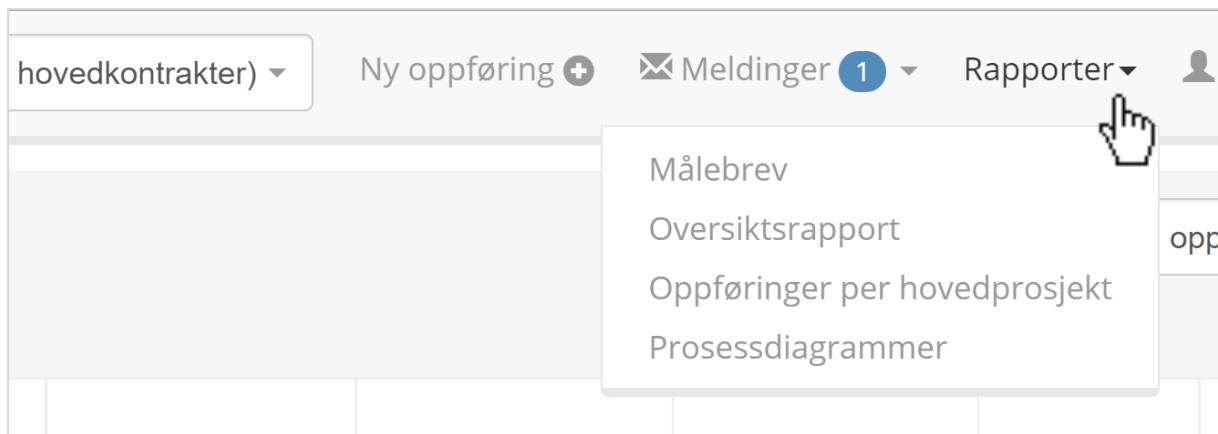 hovedkontrakter) Ny oppføring Meldinger 1 Rapporter
Målebrev
Oversiktsrapport
opp
Oppføringer per hovedprosjekt
Prosessdiagrammer